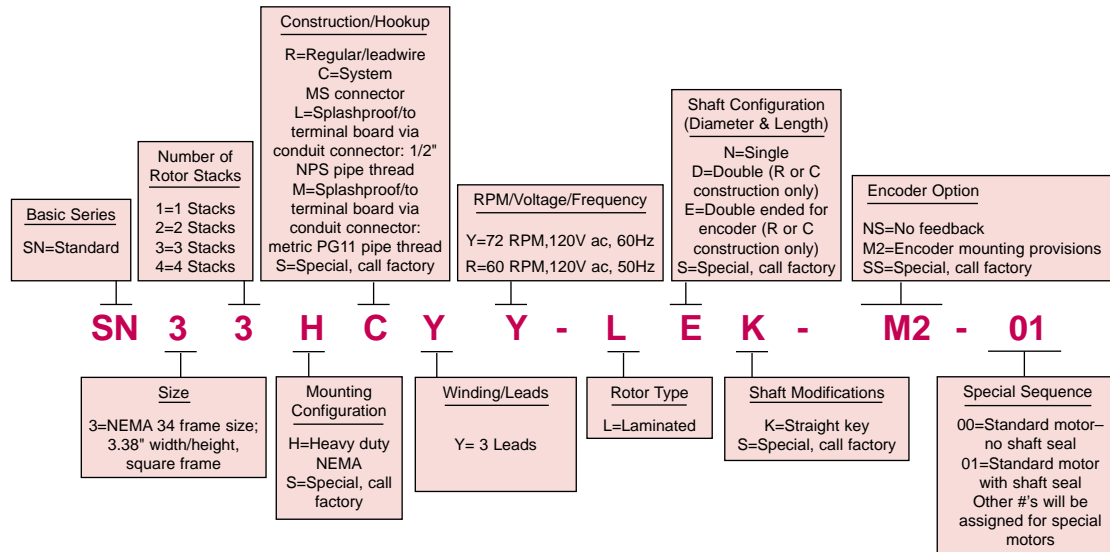 Construction/Hookup
R=Regular/leadwire
C=System
MS connector
L=Splashproof/to
terminal board via
conduit connector: 1/2"
NPS pipe thread
M=Splashproof/to
terminal board via
conduit connector:
metric PG11 pipe thread
S=Special, call factory
Shaft Configuration
(Diameter & Length)
N=Single
D=Double (R or C
construction only)
E=Double ended for
encoder (R or C
construction only)
S=Special, call factory
Number of
Rotor Stacks
1=1 Stacks
2=2 Stacks
3=3 Stacks
4=4 Stacks
RPM/Voltage/Frequency
Y=72 RPM,120V ac, 60Hz
R=60 RPM,120V ac, 50Hz
Encoder Option
NS=No feedback
M2=Encoder mounting provisions
SS=Special, call factory
Basic Series
SN=Standard
SN 3 3 H C Y Y - L E K - M2 - 01
Size
3=NEMA 34 frame size;
3.38" width/height,
square frame
Mounting
Configuration
H=Heavy duty
NEMA
S=Special, call
factory
Winding/Leads
Y= 3 Leads
Rotor Type
L=Laminated
Shaft Modifications
K=Straight key
S=Special, call factory
Special Sequence
00=Standard motor–
no shaft seal
01=Standard motor
with shaft seal
Other #'s will be
assigned for special
motors